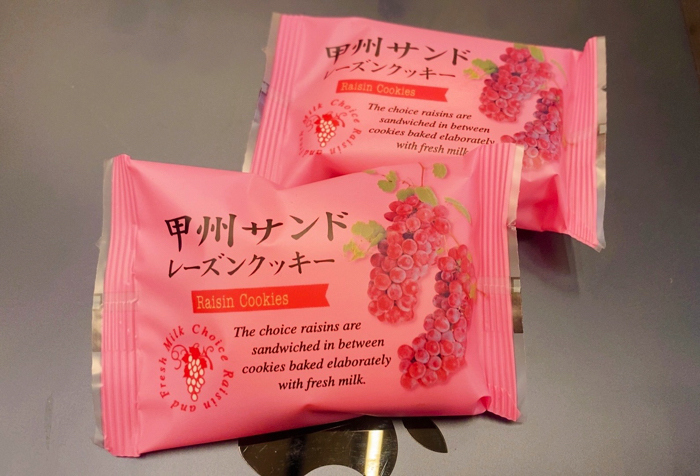 甲州サンド
レーズンクッキー
Raisin Cookies
The choice raisins are
sandwiched in between
cookies baked elaborately
with fresh milk.
Fresh Milk Choice Raisin and
甲州サンド
レーズンクッキー
Raisin Cookies
The choice raisins are
sandwiched in between
cookies baked elaborately
with fresh milk.
Fresh Milk Choice Raisin and